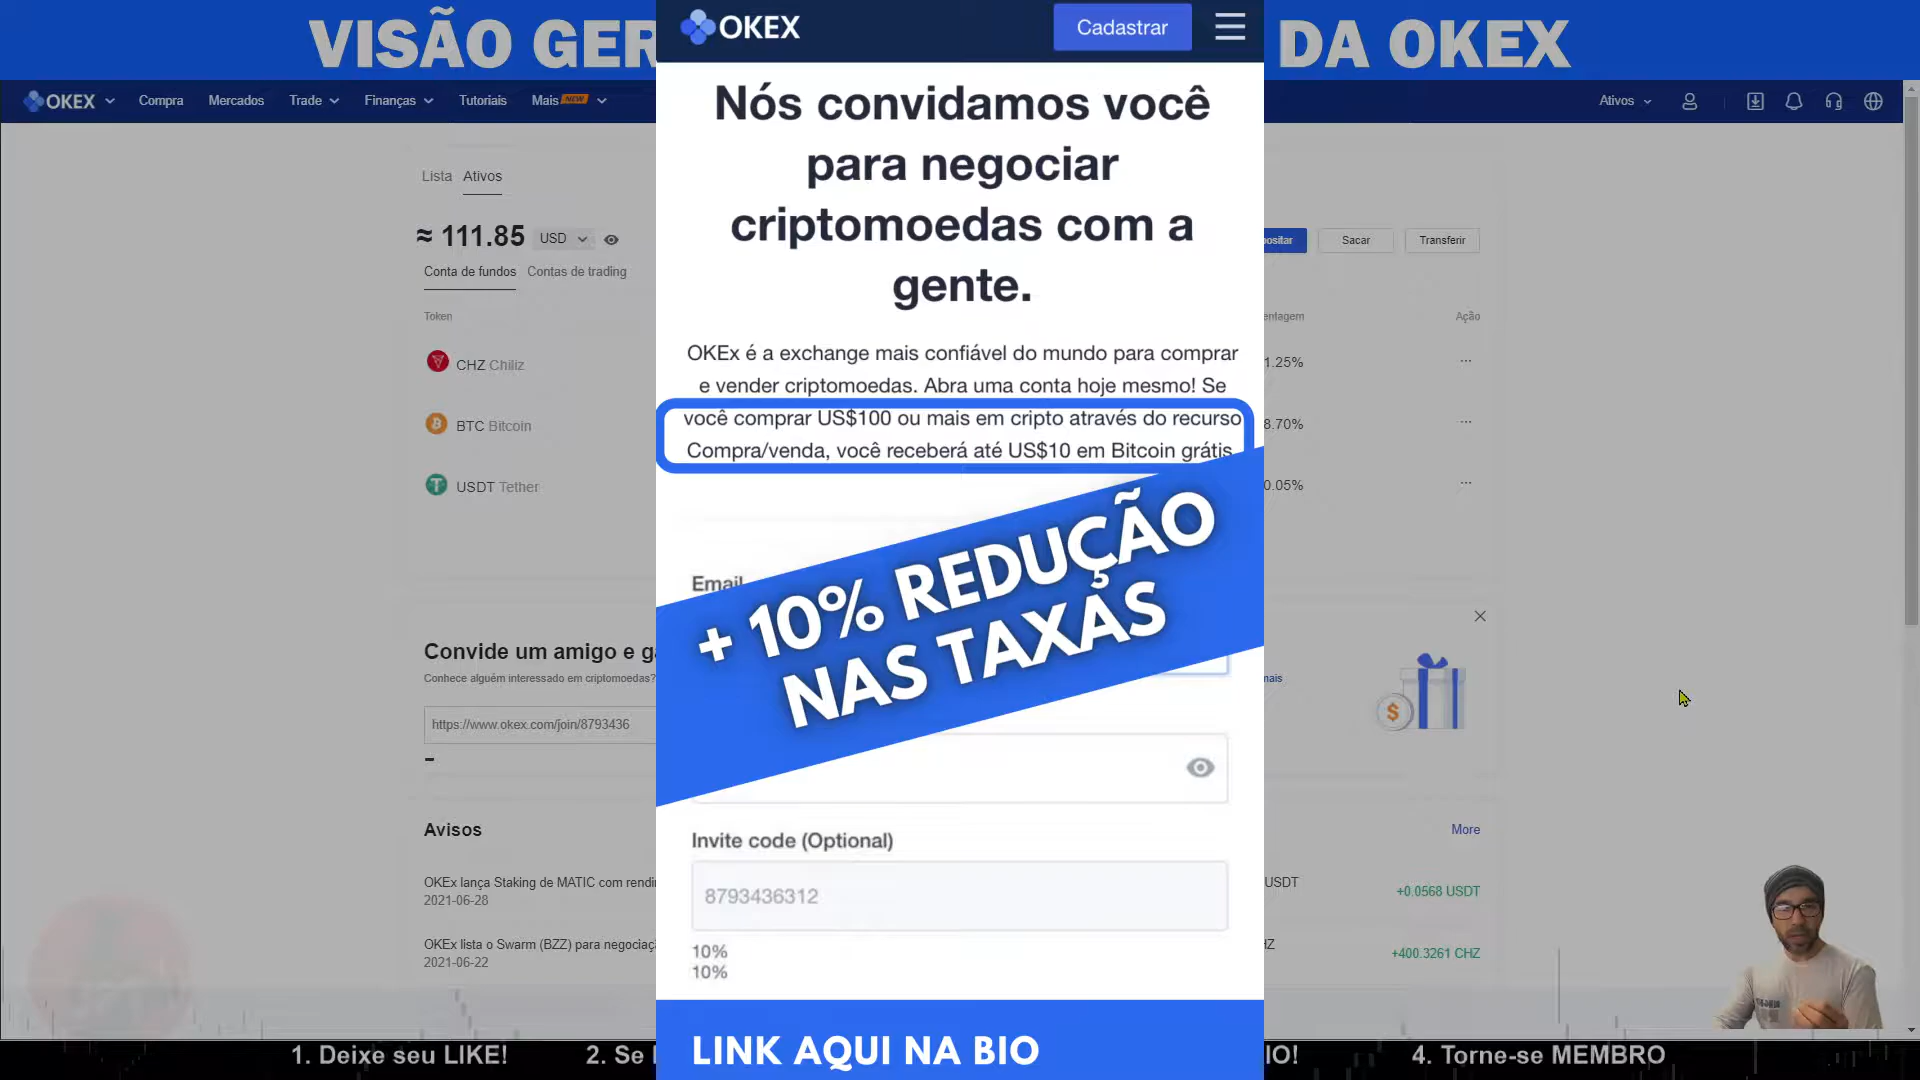 VISÃO GER
DA OKEX
OKEX
Compra
Mercados
Trade
Finanças
Tutoriais
Mais NEW
Ativos
Lista Ativos
≈ 111.85 USD
Conta de fundos Contas de trading
Token
CHZ Chiliz
BTC Bitcoin
USDT Tether
Convide um amigo e ga
Conhece alguém interessado em criptomoedas?
https://www.okex.com/join/8793436
Avisos
OKEx lança Staking de MATIC com rendi
2021-06-28
OKEx lista o Swarm (BZZ) para negociaç
2021-06-22
OKEX
Cadastrar
Nós convidamos você
para negociar
criptomoedas com a
gente.
OKEx é a exchange mais confiável do mundo para comprar
e vender criptomoedas. Abra uma conta hoje mesmo! Se
você comprar US$100 ou mais em cripto através do recurso
Compra/venda, você receberá até US$10 em Bitcoin grátis
Email
+ 10% REDUÇÃO
NAS TAXAS
Invite code (Optional)
8793436312
10%
10%
LINK AQUI NA BIO
ositar
Sacar
Transferir
entagem
Ação
1.25%
8.70%
0.05%
mais
More
USDT
+0.0568 USDT
HZ
+400.3261 CHZ
1. Deixe seu LIKE!
2. Se
IO!
4. Torne-se MEMBRO